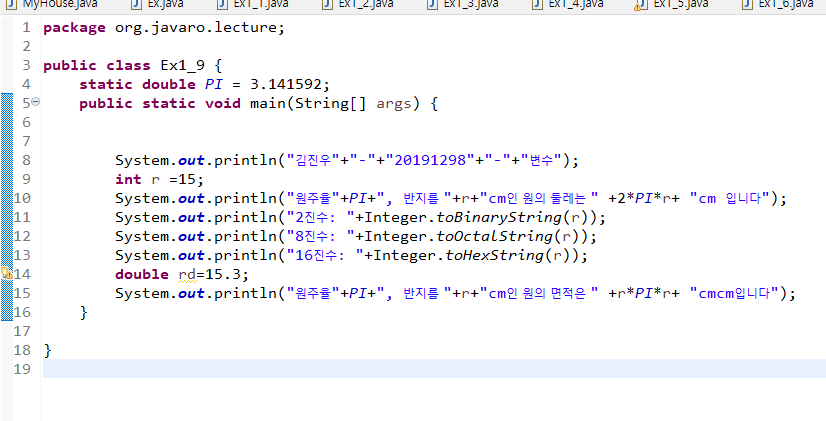 MyHouse.java Ex.java Ex1_1.java Ex1_2.java Ex1_3.java Ex1_4.java Ex1_5.java Ex1_6.java
1 package org.javaro.lecture;
2
3 public class Ex1_9 {
4 static double PI = 3.141592;
5 public static void main(String[] args) {
6
7
8 System.out.println("김진우"+"-"+"20191298"+"-"+"변수");
9 int r =15;
10 System.out.println("원주율"+PI+", 반지름 "+r+"cm인 원의 둘레는 " +2*PI*r+ "cm 입니다");
11 System.out.println("2진수: "+Integer.toBinaryString(r));
12 System.out.println("8진수: "+Integer.toOctalString(r));
13 System.out.println("16진수: "+Integer.toHexString(r));
14 double rd=15.3;
15 System.out.println("원주율"+PI+", 반지름 "+r+"cm인 원의 면적은 " +r*PI*r+ "cmcm입니다");
16 }
17
18 }
19